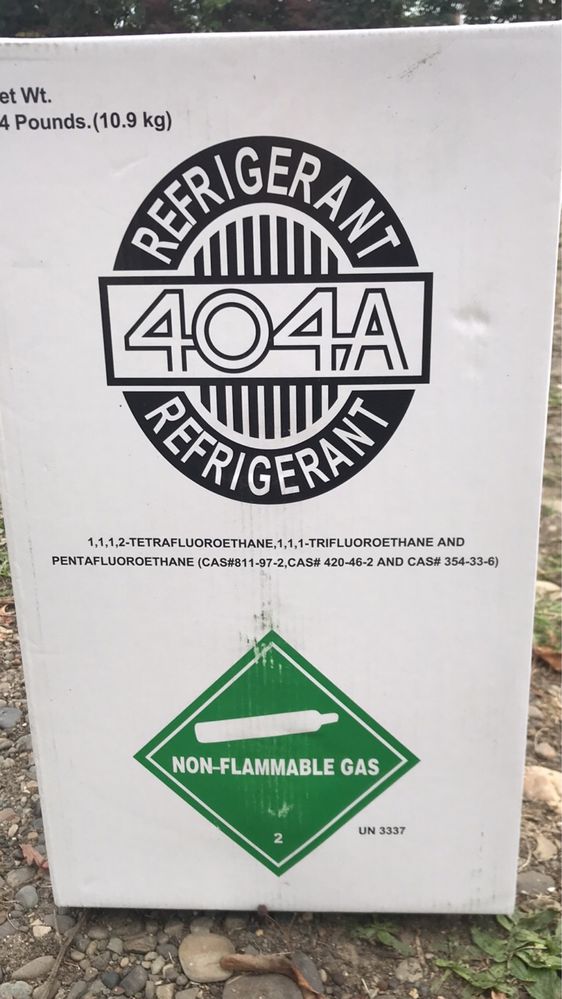 et Wt.
4 Pounds.(10.9 kg)
REFRIGERANT
404A
REFRIGERANT
1,1,1,2-TETRAFLUOROETHANE,1,1,1-TRIFLUOROETHANE AND
PENTAFLUOROETHANE (CAS#811-97-2,CAS# 420-46-2 AND CAS# 354-33-6)
NON-FLAMMABLE GAS
2
UN 3337